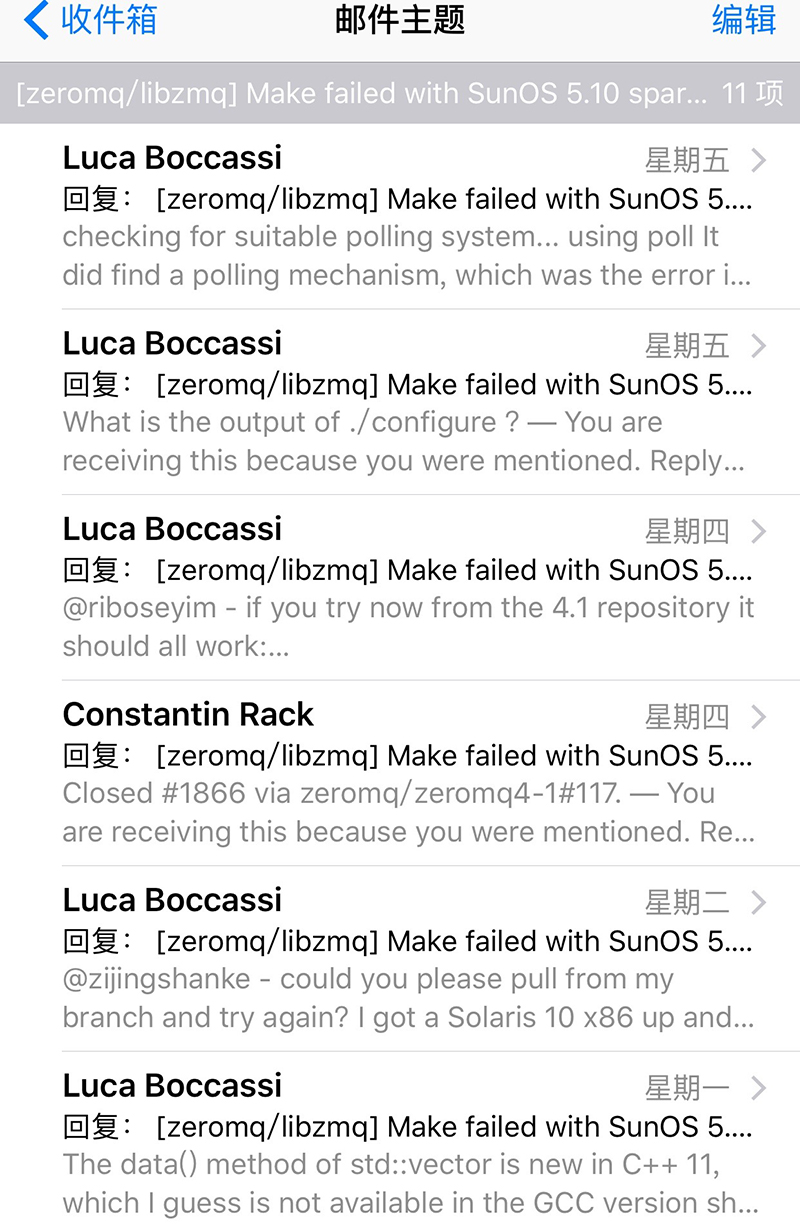 收件箱 邮件主题 编辑
[zeromq/libzmq] Make failed with SunOS 5.10 spar... 11 项
Luca Boccassi 星期五
回复： [zeromq/libzmq] Make failed with SunOS 5....
checking for suitable polling system... using poll It
did find a polling mechanism, which was the error i...
Luca Boccassi 星期五
回复： [zeromq/libzmq] Make failed with SunOS 5....
What is the output of ./configure ? — You are
receiving this because you were mentioned. Reply...
Luca Boccassi 星期四
回复： [zeromq/libzmq] Make failed with SunOS 5....
@riboseyim - if you try now from the 4.1 repository it
should all work:...
Constantin Rack 星期四
回复： [zeromq/libzmq] Make failed with SunOS 5....
Closed #1866 via zeromq/zeromq4-1#117. — You
are receiving this because you were mentioned. Re...
Luca Boccassi 星期二
回复： [zeromq/libzmq] Make failed with SunOS 5....
@zijingshanke - could you please pull from my
branch and try again? I got a Solaris 10 x86 up and...
Luca Boccassi 星期一
回复： [zeromq/libzmq] Make failed with SunOS 5....
The data() method of std::vector is new in C++ 11,
which I guess is not available in the GCC version sh...